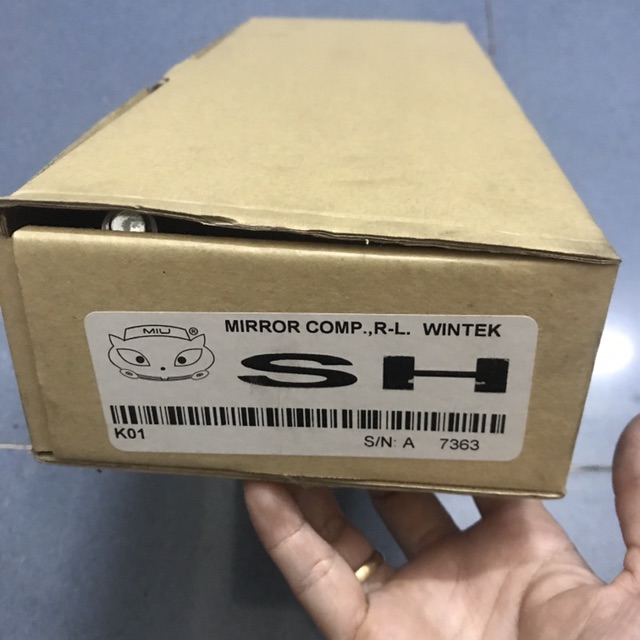 MIU ®
MIRROR COMP.,R-L. WINTEK
SH
K01
S/N: A 7363